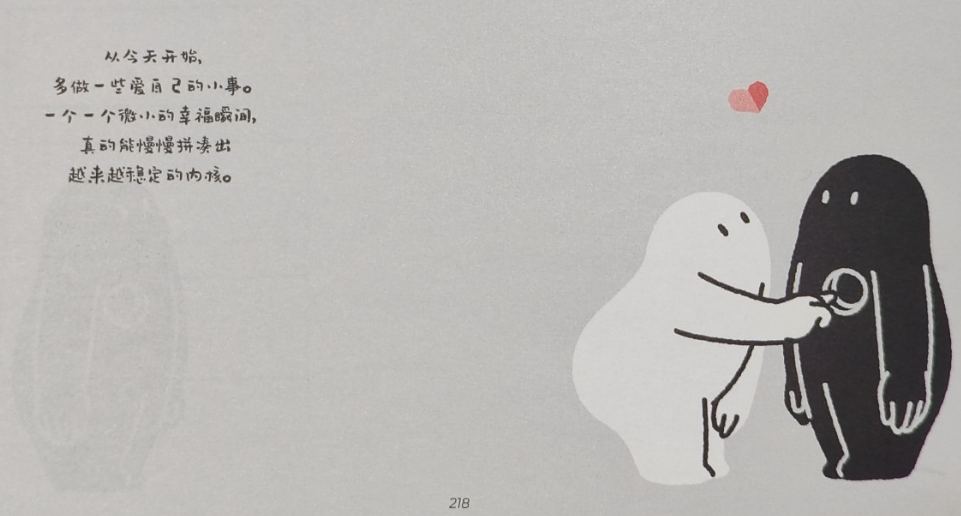 从今天开始，
多做一些爱自己的小事。
一个一个微小的幸福瞬间，
真的能慢慢拼凑出
越来越稳定的内核。
218